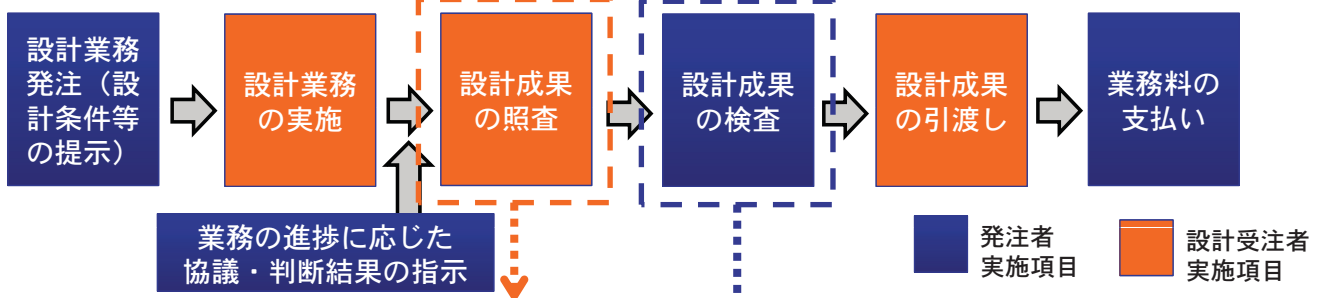 設計業務
発注（設
計条件等
の提示）
設計業務
の実施
設計成果
の照査
設計成果
の検査
設計成果
の引渡し
業務料の
支払い
業務の進捗に応じた
協議・判断結果の指示
発注者
実施項目
設計受注者
実施項目